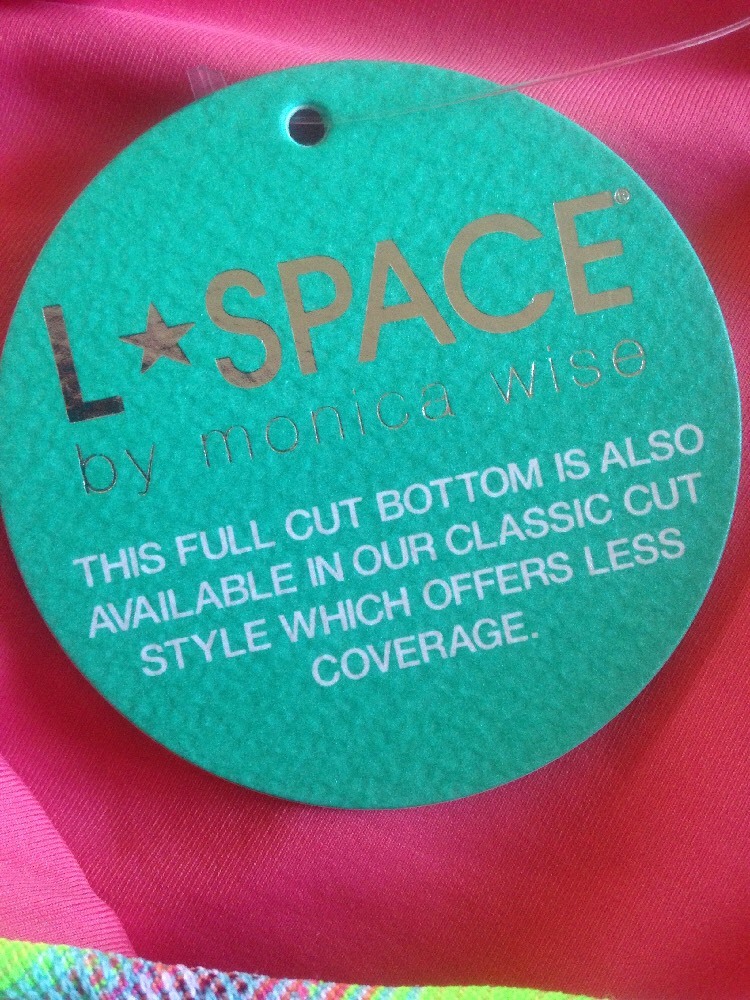 L★SPACE®
by monica wise
THIS FULL CUT BOTTOM IS ALSO
AVAILABLE IN OUR CLASSIC CUT
STYLE WHICH OFFERS LESS
COVERAGE.